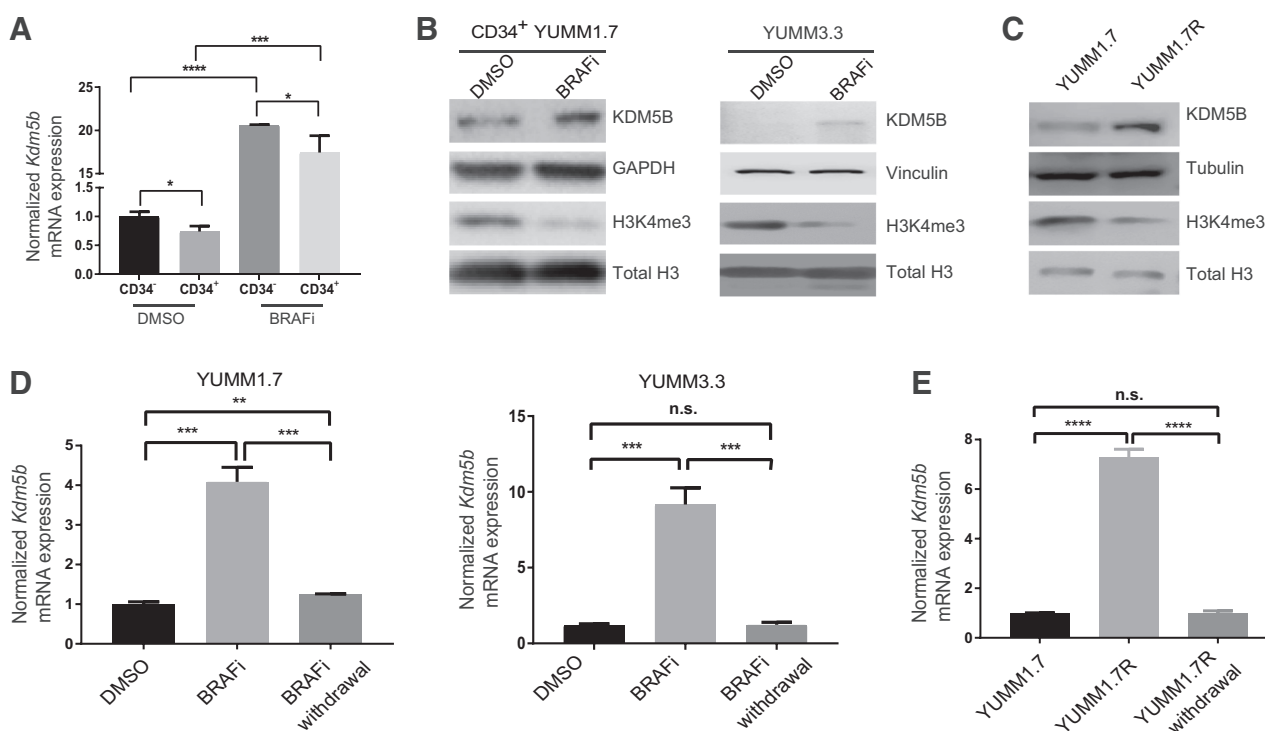 A
Normalized Kdm5b
mRNA expression
25
20
15
1.5
1.0
0.5
0.0
***
****
*
*
CD34-
CD34+
CD34-
CD34+
DMSO
BRAFi
B
CD34+ YUMM1.7
DMSO
BRAFi
KDM5B
GAPDH
H3K4me3
Total H3
YUMM3.3
DMSO
BRAFi
KDM5B
Vinculin
H3K4me3
Total H3
C
YUMM1.7
YUMM1.7R
KDM5B
Tubulin
H3K4me3
Total H3
D
YUMM1.7
Normalized Kdm5b
mRNA expression
5
4
3
2
1
0
**
***
***
DMSO
BRAFi
BRAFi
withdrawal
YUMM3.3
Normalized Kdm5b
mRNA expression
15
10
5
0
n.s.
***
***
DMSO
BRAFi
BRAFi
withdrawal
E
Normalized Kdm5b
mRNA expression
8
6
4
2
0
n.s.
****
****
YUMM1.7
YUMM1.7R
YUMM1.7R
withdrawal